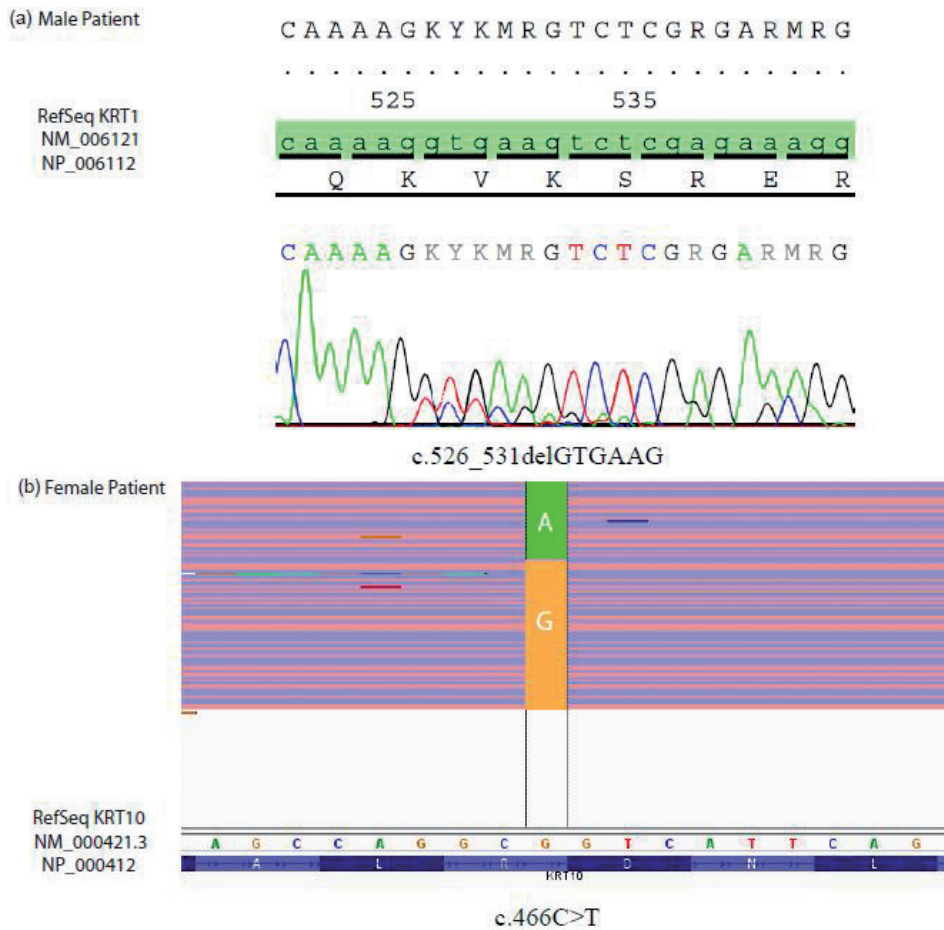 (a) Male Patient
C A A A A G K Y K M R G T C T C G R G A R M R G
. . . . . . . . . . . . . . . . . . . . . . . .
525 535
RefSeq KRT1
NM_006121
NP_006112
c a a a a g g t g a a g t c t c g a g a a a g g
Q K V K S R E R
C A A A A G K Y K M R G T C T C G R G A R M R G
c.526_531delGTGAAG
(b) Female Patient
A
G
RefSeq KRT10
NM_000421.3
NP_000412
A G C C A G G C G G T C A T T C A G
A L R D N L
KRT10
c.466C>T